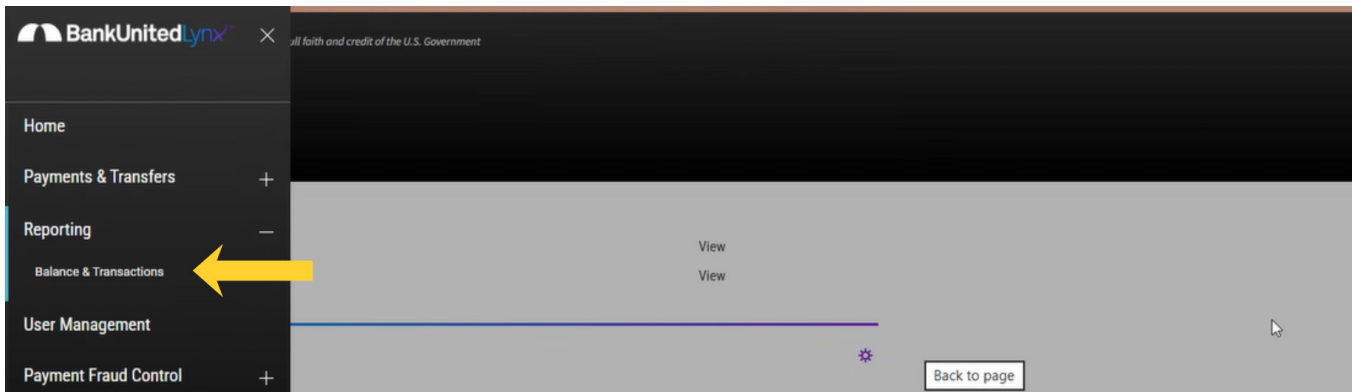 BankUnitedLynx™
ull faith and credit of the U.S. Government
Home
Payments & Transfers
Reporting
Balance & Transactions
View
View
User Management
Payment Fraud Control
Back to page